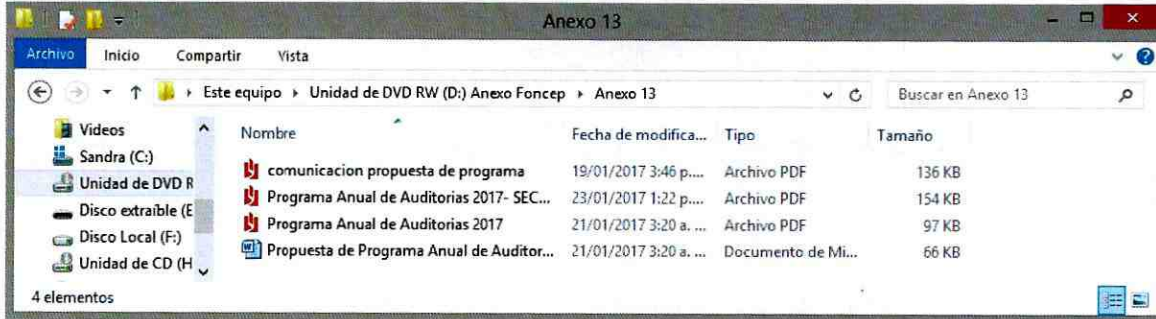 Anexo 13
Archivo Inicio Compartir Vista
Este equipo Unidad de DVD RW (D:) Anexo Foncep Anexo 13 Buscar en Anexo 13
Videos
Sandra (C:)
Unidad de DVD R
Disco extraíble (E
Disco Local (F:)
Unidad de CD (H
Nombre Fecha de modifica... Tipo Tamaño
comunicacion propuesta de programa 19/01/2017 3:46 p.... Archivo PDF 136 KB
Programa Anual de Auditorias 2017- SEC... 23/01/2017 1:22 p.... Archivo PDF 154 KB
Programa Anual de Auditorias 2017 21/01/2017 3:20 a. ... Archivo PDF 97 KB
Propuesta de Programa Anual de Auditor... 21/01/2017 3:20 a. ... Documento de Mi... 66 KB
4 elementos